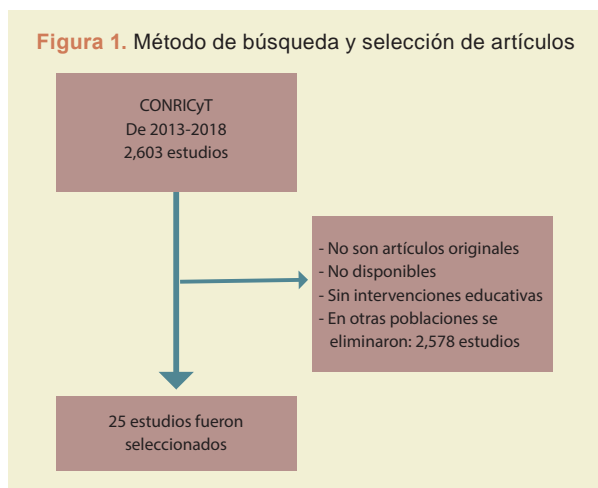 Figura 1. Método de búsqueda y selección de artículos
CONRICyT
De 2013-2018
2,603 estudios
- No son artículos originales
- No disponibles
- Sin intervenciones educativas
- En otras poblaciones se
eliminaron: 2,578 estudios
25 estudios fueron
seleccionados